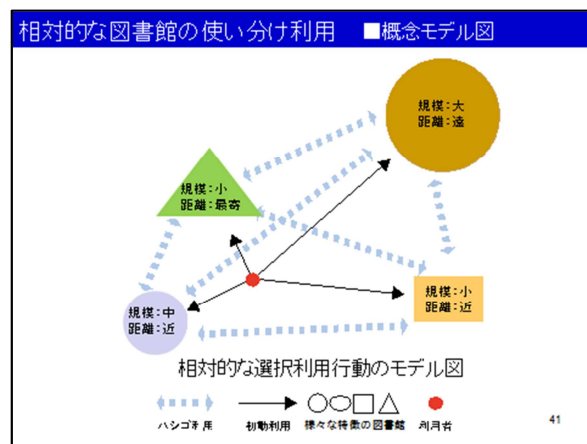 相対的な図書館の使い分け利用 ■概念モデル図
規模:大
距離:遠
規模:小
距離:最寄
規模:中
距離:近
規模:小
距離:近
相対的な選択利用行動のモデル図
ハシゴ利用 初動利用 様々な特徴の図書館 利用者
41